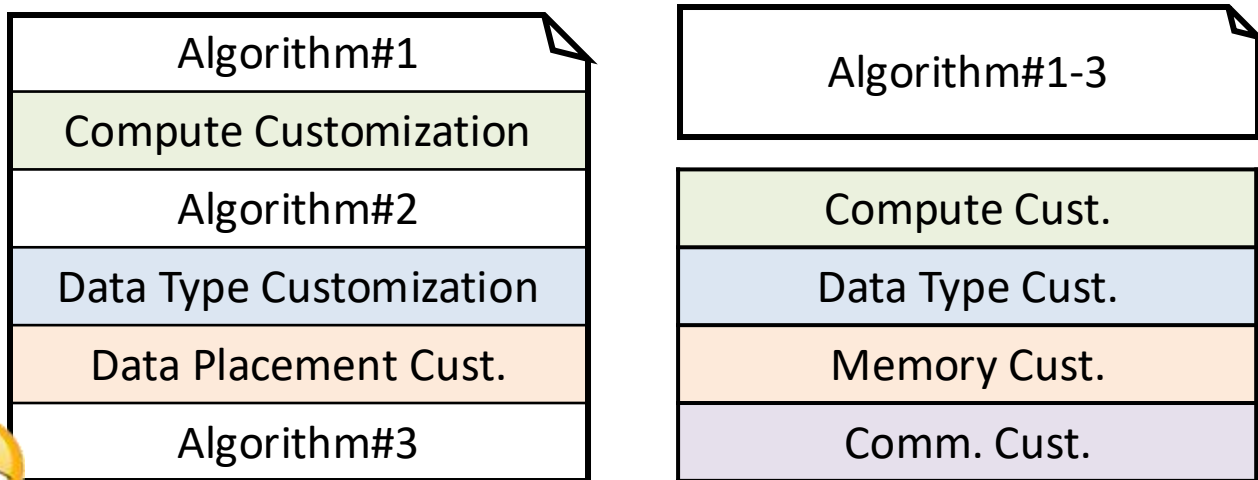 Algorithm#1
Compute Customization
Algorithm#2
Data Type Customization
Data Placement Cust.
Algorithm#3
Algorithm#1-3
Compute Cust.
Data Type Cust.
Memory Cust.
Comm. Cust.